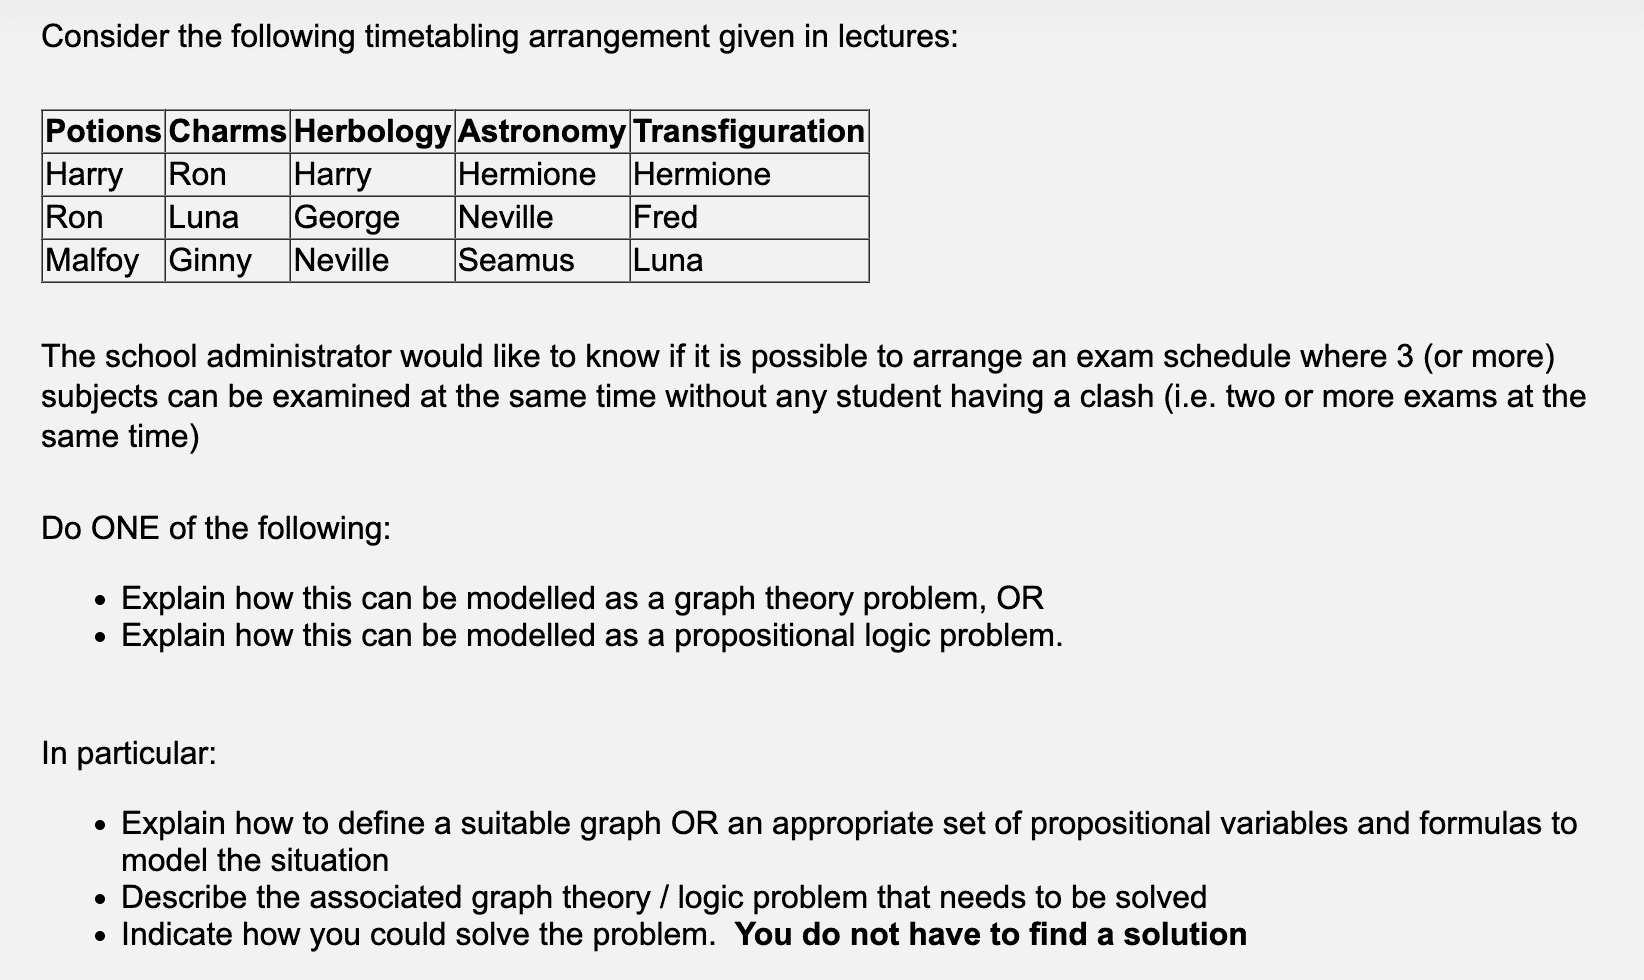 Consider the following timetabling arrangement given in lectures:
Potions Charms Herbology Astronomy Transfiguration
Harry Ron Harry Hermione Hermione
Ron Luna George Neville Fred
Malfoy Ginny Neville Seamus Luna
The school administrator would like to know if it is possible to arrange an exam schedule where 3 (or more)
subjects can be examined at the same time without any student having a clash (i.e. two or more exams at the
same time)
Do ONE of the following:
• Explain how this can be modelled as a graph theory problem, OR
• Explain how this can be modelled as a propositional logic problem.
In particular:
• Explain how to define a suitable graph OR an appropriate set of propositional variables and formulas to
model the situation
• Describe the associated graph theory / logic problem that needs to be solved
• Indicate how you could solve the problem. You do not have to find a solution